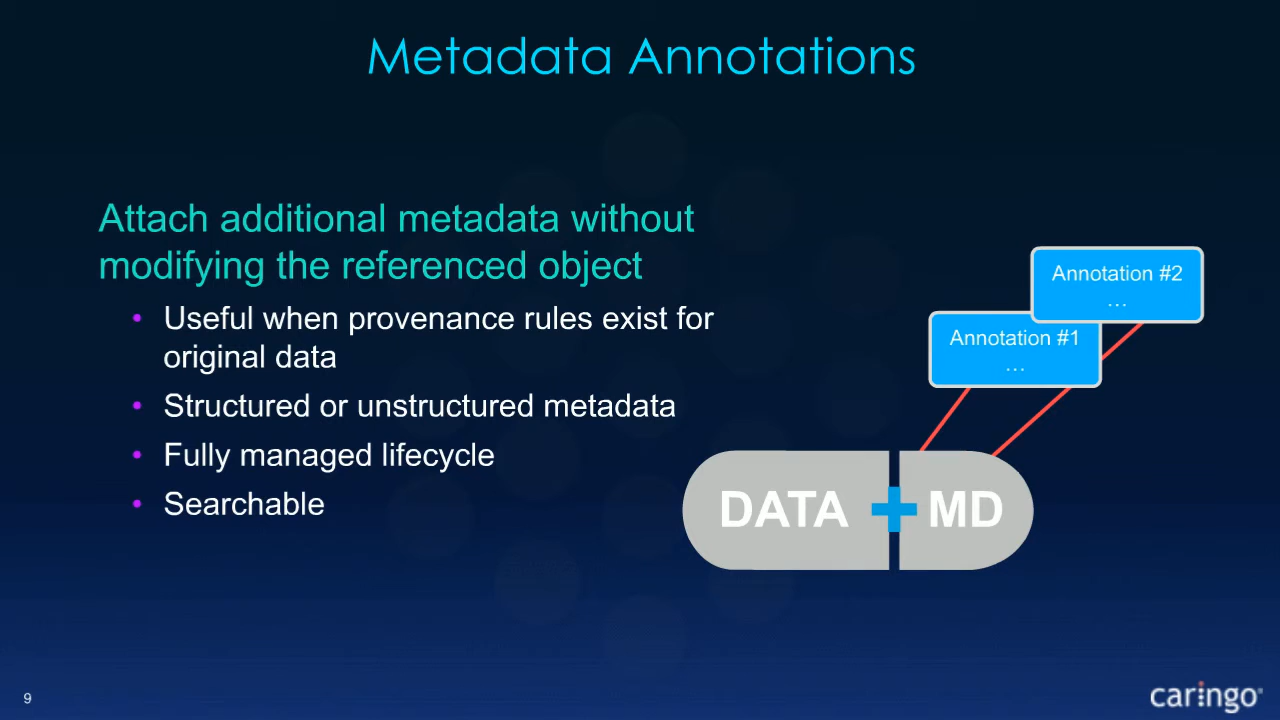 Metadata Annotations
Attach additional metadata without
modifying the referenced object
• Useful when provenance rules exist for
original data
• Structured or unstructured metadata
• Fully managed lifecycle
• Searchable
Annotation #2
...
Annotation #1
...
DATA + MD
9
caringo